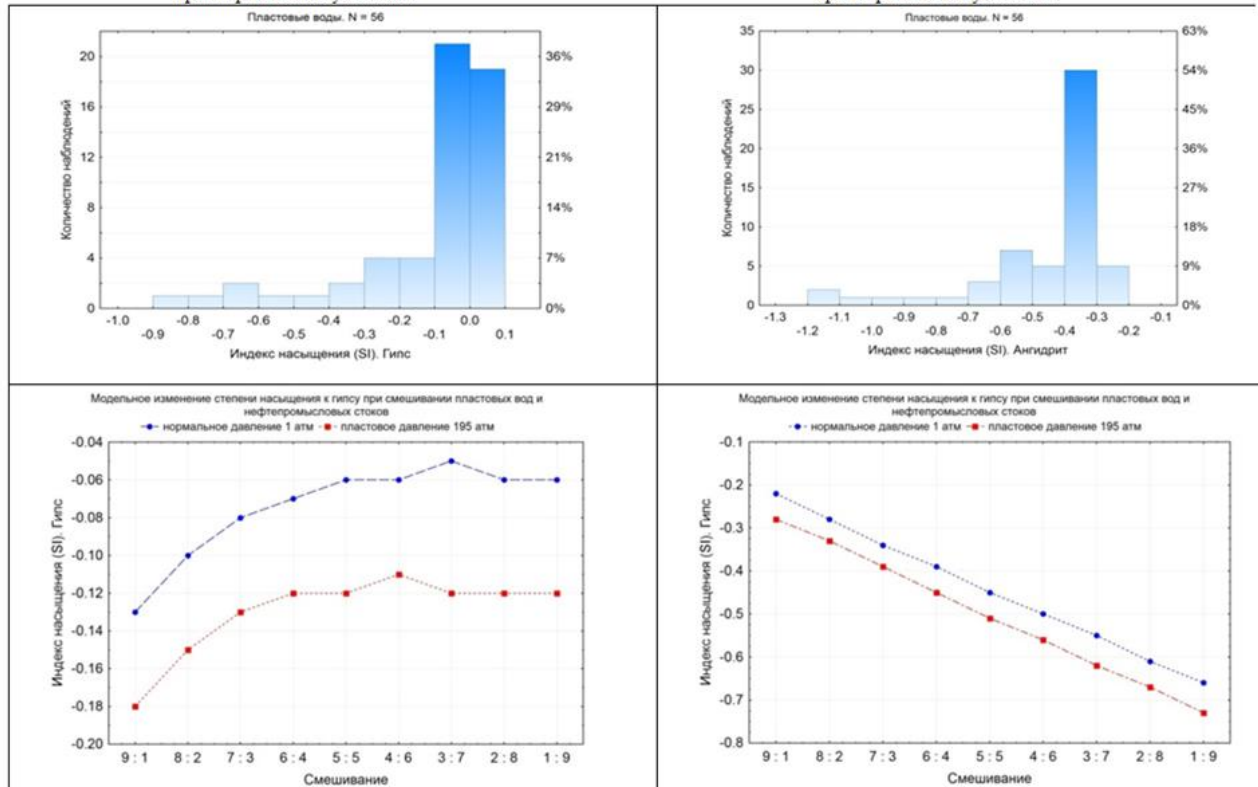 Пластовые воды. N = 56
Количество наблюдений
20
16
12
8
4
0
36%
29%
21%
14%
7%
0%
-1.0 -0.8 -0.6 -0.4 -0.2 0.0
-0.9 -0.7 -0.5 -0.3 -0.1 0.1
Индекс насыщения (SI). Гипс
Пластовые воды. N = 56
Количество наблюдений
35
30
25
20
15
10
5
0
63%
54%
45%
36%
27%
18%
9%
0%
-1.3 -1.1 -0.9 -0.7 -0.5 -0.3 -0.1
-1.2 -1.0 -0.8 -0.6 -0.4 -0.2
Индекс насыщения (SI). Ангидрит
Модельное изменение степени насыщения к гипсу при смешивании пластовых вод и
нефтепромысловых стоков
нормальное давление 1 атм пластовое давление 195 атм
Индекс насыщения (SI). Гипс
-0.04
-0.06
-0.08
-0.10
-0.12
-0.14
-0.16
-0.18
-0.20
9 : 1 8 : 2 7 : 3 6 : 4 5 : 5 4 : 6 3 : 7 2 : 8 1 : 9
Смешивание
Модельное изменение степени насыщения к гипсу при смешивании пластовых вод и
нефтепромысловых стоков
нормальное давление 1 атм пластовое давление 195 атм
Индекс насыщения (SI). Гипс
-0.1
-0.2
-0.3
-0.4
-0.5
-0.6
-0.7
-0.8
9 : 1 8 : 2 7 : 3 6 : 4 5 : 5 4 : 6 3 : 7 2 : 8 1 : 9
Смешивание